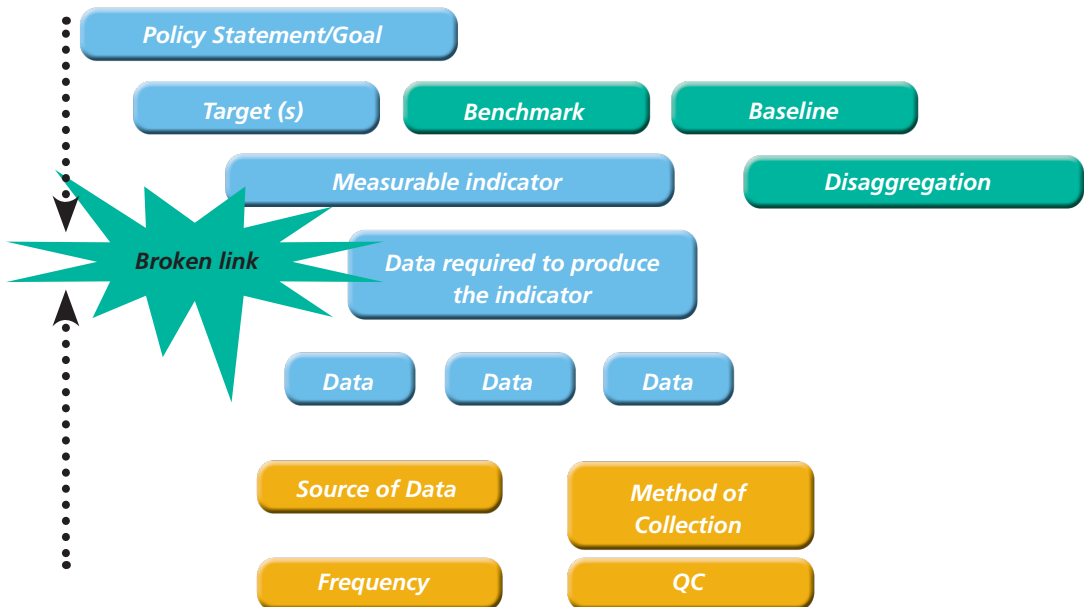 Policy Statement/Goal
Target (s)
Benchmark
Baseline
Measurable indicator
Disaggregation
Broken link
Data required to produce
the indicator
Data
Data
Data
Source of Data
Method of
Collection
Frequency
QC